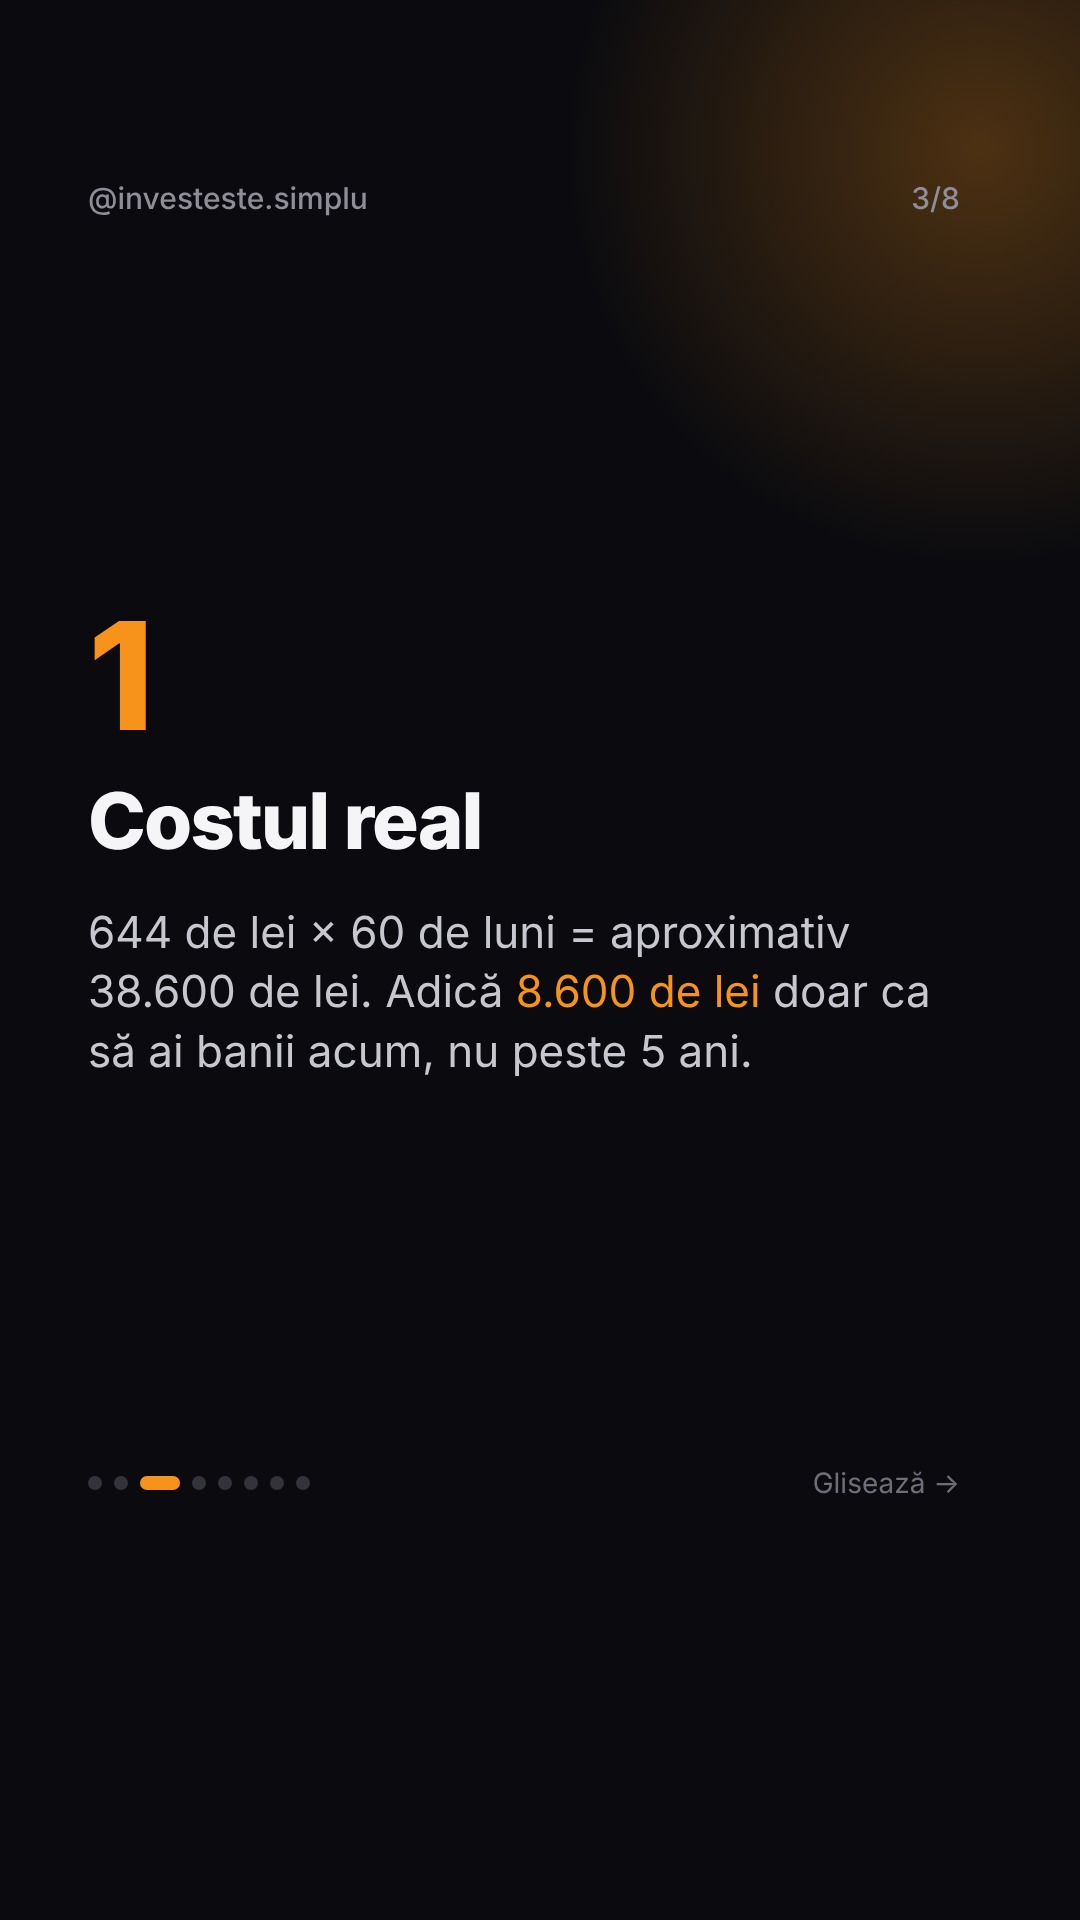 @investeste.simplu
3/8
1
Costul real
644 de lei × 60 de luni = aproximativ
38.600 de lei. Adică 8.600 de lei doar ca
să ai banii acum, nu peste 5 ani.
Glisează →